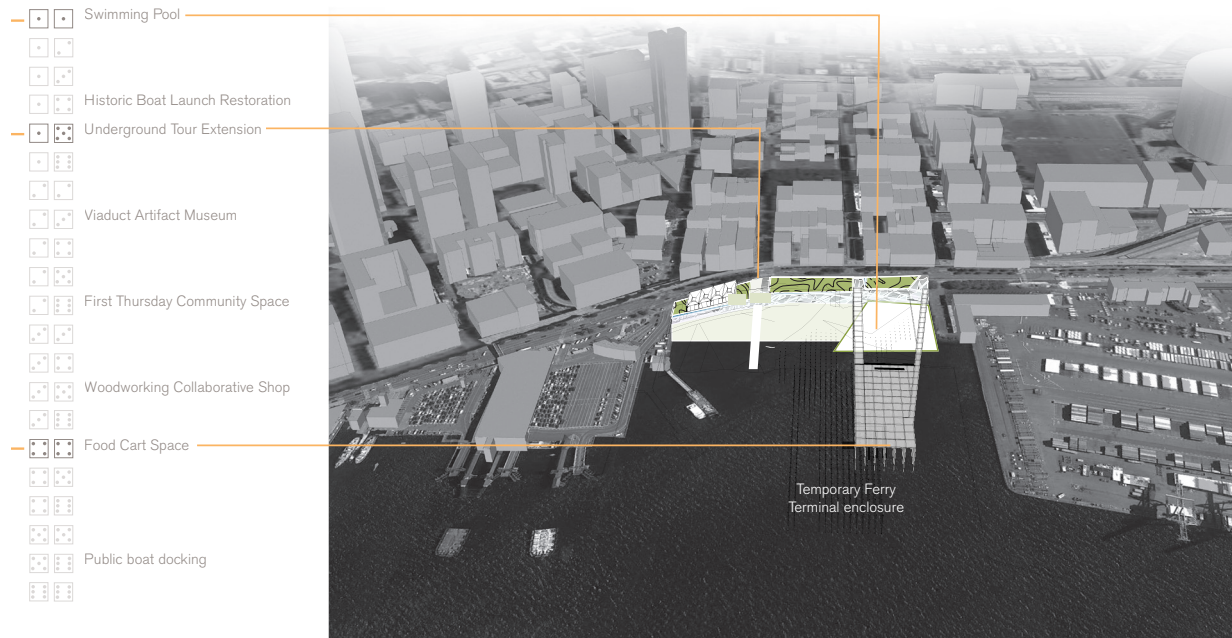 Swimming Pool
Historic Boat Launch Restoration
Underground Tour Extension
Viaduct Artifact Museum
First Thursday Community Space
Woodworking Collaborative Shop
Food Cart Space
Public boat docking
Temporary Ferry
Terminal enclosure